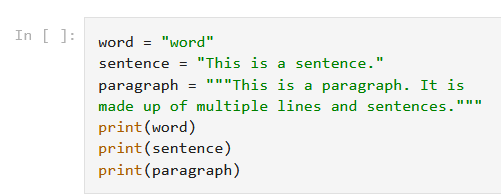 In [ ]:
word = "word"
sentence = "This is a sentence."
paragraph = """This is a paragraph. It is
made up of multiple lines and sentences."""
print(word)
print(sentence)
print(paragraph)